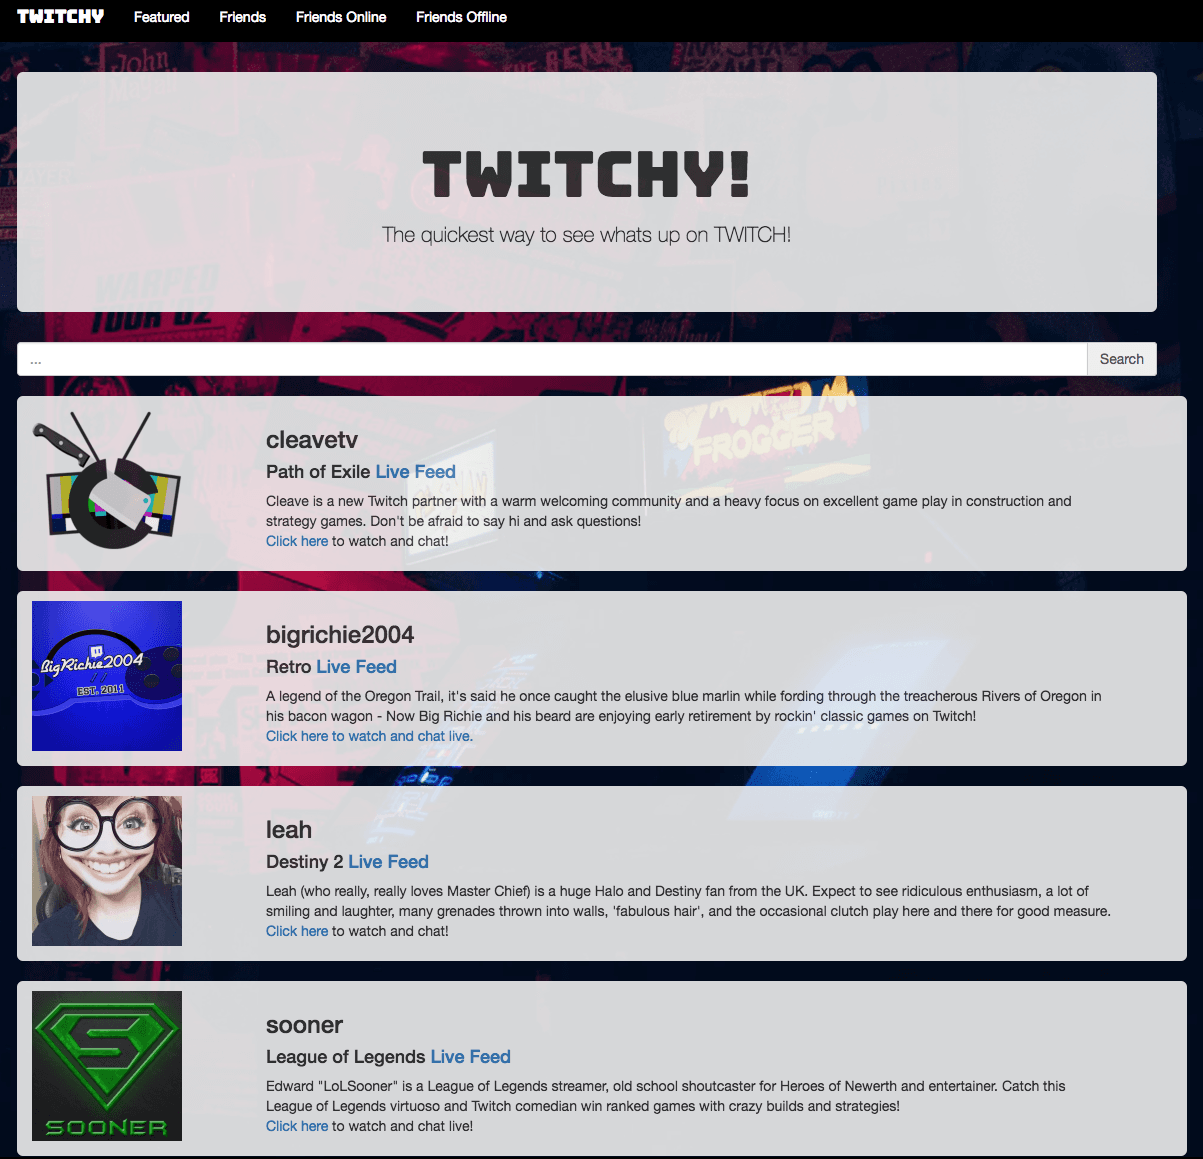 TWITCHY Featured Friends Friends Online Friends Offline
TWITCHY!
The quickest way to see whats up on TWITCH!
WARPED
TOUR '02
... Search
FROGGER
cleavetv
Path of Exile Live Feed
Cleave is a new Twitch partner with a warm welcoming community and a heavy focus on excellent game play in construction and
strategy games. Don't be afraid to say hi and ask questions!
Click here to watch and chat!
BigRichie2004
EST. 2011
bigrichie2004
Retro Live Feed
A legend of the Oregon Trail, it's said he once caught the elusive blue marlin while fording through the treacherous Rivers of Oregon in
his bacon wagon - Now Big Richie and his beard are enjoying early retirement by rockin' classic games on Twitch!
Click here to watch and chat live.
leah
Destiny 2 Live Feed
Leah (who really, really loves Master Chief) is a huge Halo and Destiny fan from the UK. Expect to see ridiculous enthusiasm, a lot of
smiling and laughter, many grenades thrown into walls, 'fabulous hair', and the occasional clutch play here and there for good measure.
Click here to watch and chat!
SOONER
sooner
League of Legends Live Feed
Edward "LoLSooner" is a League of Legends streamer, old school shoutcaster for Heroes of Newerth and entertainer. Catch this
League of Legends virtuoso and Twitch comedian win ranked games with crazy builds and strategies!
Click here to watch and chat live!